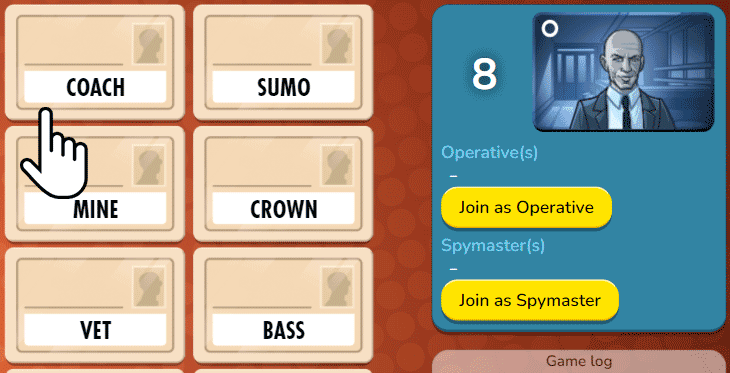 COACH
SUMO
MINE
CROWN
VET
BASS
8
O
Operative(s)
–
Join as Operative
Spymaster(s)
–
Join as Spymaster
Game log